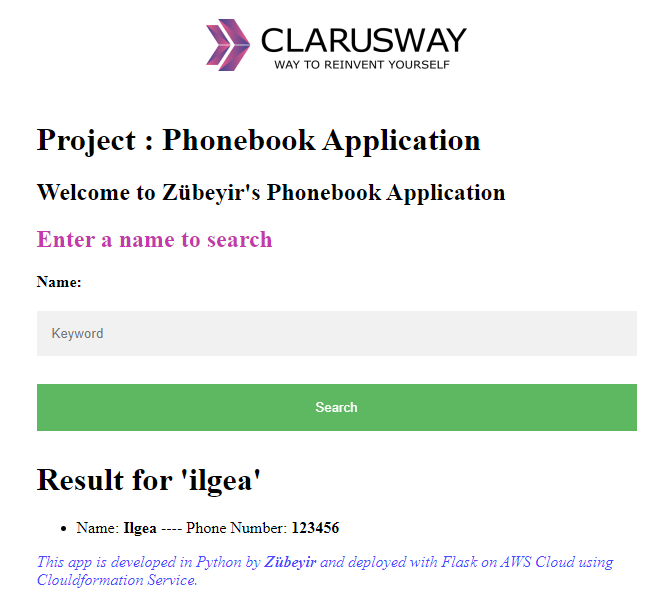 CLARUSWAY
WAY TO REINVENT YOURSELF
Project : Phonebook Application
Welcome to Zübeyir's Phonebook Application
Enter a name to search
Name:
Keyword
Search
Result for 'ilgea'
• Name: Ilgea ---- Phone Number: 123456
This app is developed in Python by Zübeyir and deployed with Flask on AWS Cloud using
Clouldformation Service.